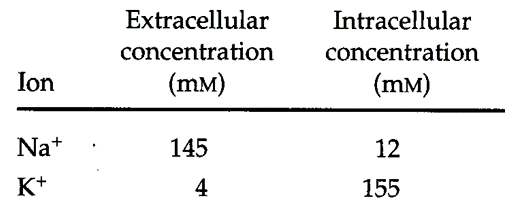 Extracellular Intracellular
concentration concentration
Ion (mM) (mM)
Na+ 145 12
K+ 4 155